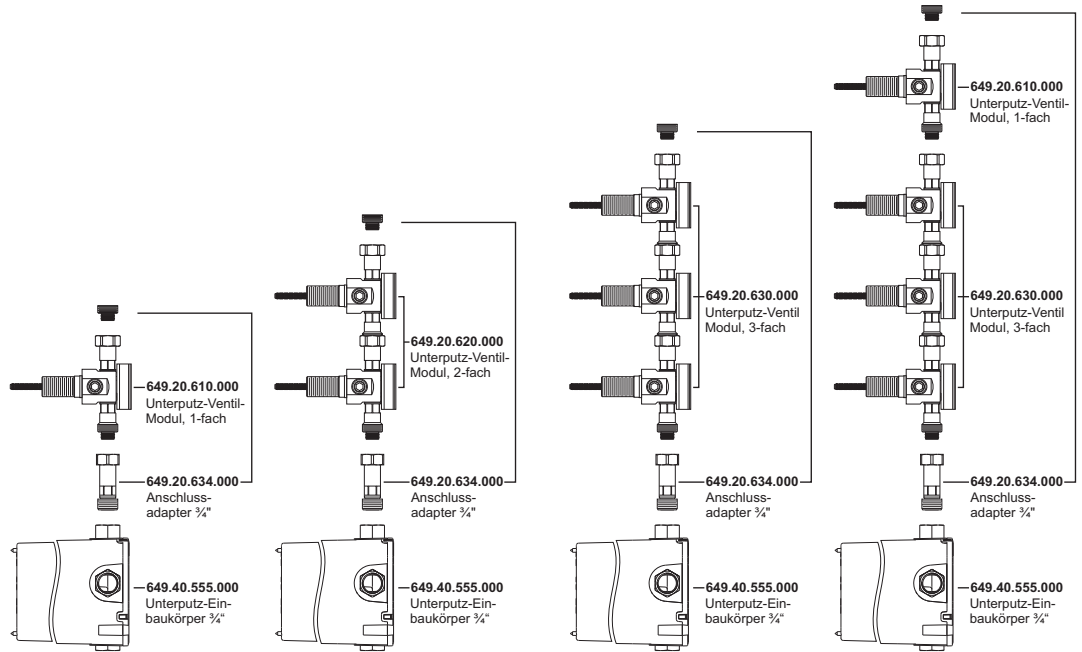 649.20.610.000
Unterputz-Ventil-
Modul, 1-fach
649.20.634.000
Anschluss-
adapter ¾"
649.40.555.000
Unterputz-Ein-
baukörper ¾“
649.20.620.000
Unterputz-Ventil-
Modul, 2-fach
649.20.634.000
Anschluss-
adapter ¾"
649.40.555.000
Unterputz-Ein-
baukörper ¾“
649.20.630.000
Unterputz-Ventil
Modul, 3-fach
649.20.634.000
Anschluss-
adapter ¾"
649.40.555.000
Unterputz-Ein-
baukörper ¾“
649.20.610.000
Unterputz-Ventil-
Modul, 1-fach
649.20.630.000
Unterputz-Ventil
Modul, 3-fach
649.20.634.000
Anschluss-
adapter ¾"
649.40.555.000
Unterputz-Ein-
baukörper ¾“